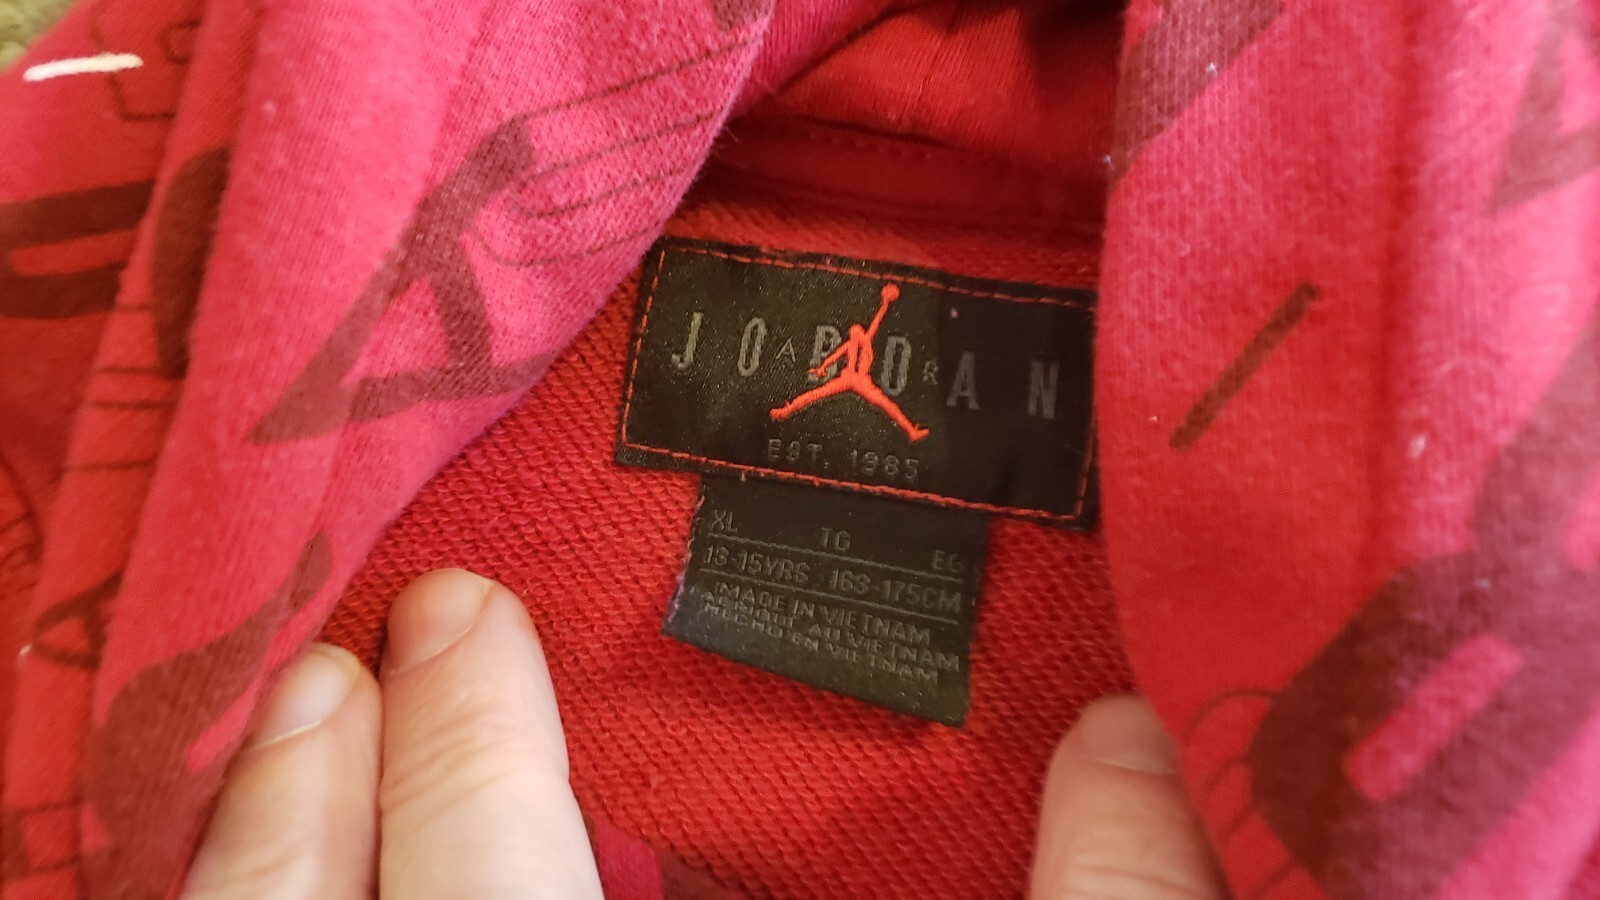 JORDAN
AIR
EST. 1985
XL TG EG
13-15YRS 163-175CM
MADE IN VIETNAM
FABRIQUÉ AU VIETNAM
HECHO EN VIETNAM